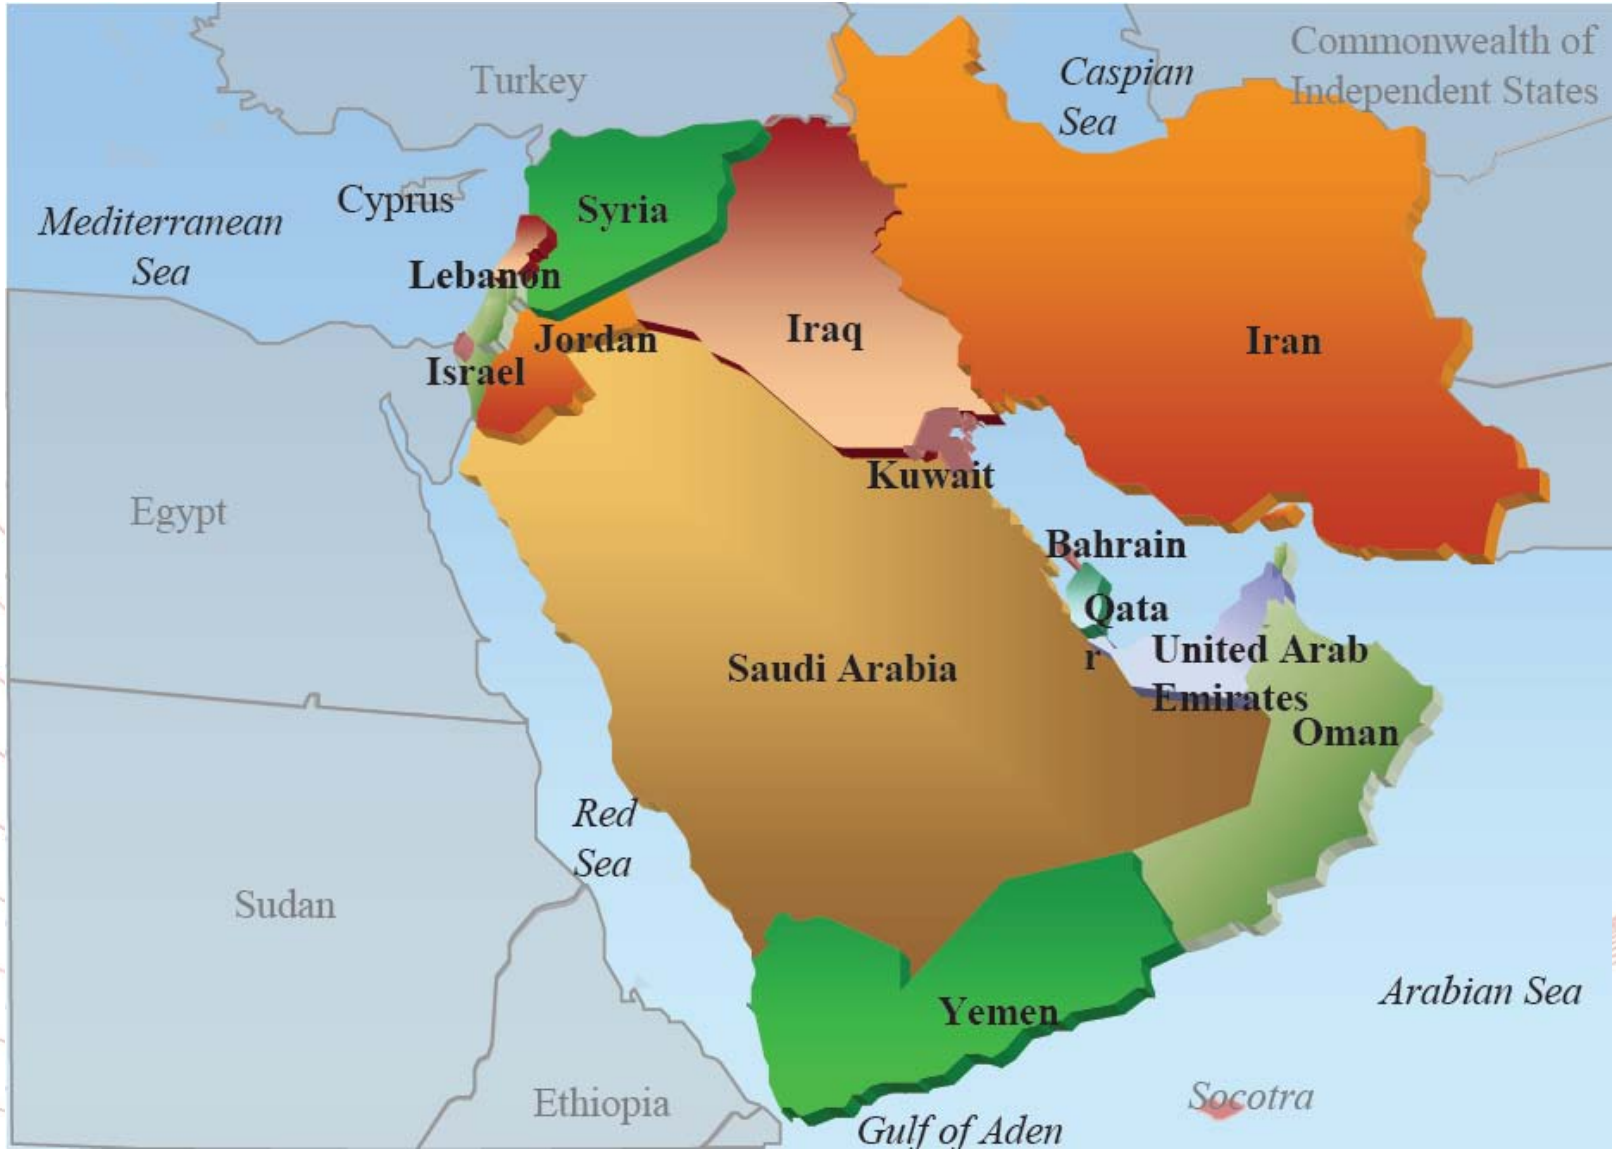 Commonwealth of
Independent States
Turkey
Caspian
Sea
Cyprus
Syria
Mediterranean
Sea
Lebanon
Iraq
Jordan
Iran
Israel
Kuwait
Egypt
Bahrain
Qata
r
United Arab
Emirates
Saudi Arabia
Oman
Red
Sea
Sudan
Arabian Sea
Yemen
Socotra
Ethiopia
Gulf of Aden